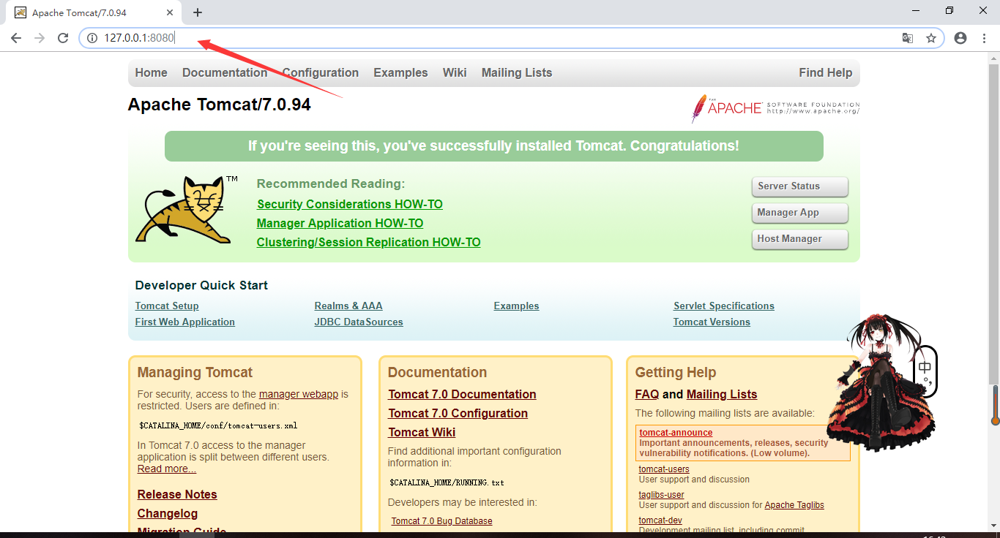 Apache Tomcat/7.0.94
127.0.0.1:8080
Home Documentation Configuration Examples Wiki Mailing Lists Find Help
Apache Tomcat/7.0.94
THE
APACHE SOFTWARE FOUNDATION
http://www.apache.org/
If you're seeing this, you've successfully installed Tomcat. Congratulations!
TM
Recommended Reading:
Security Considerations HOW-TO
Manager Application HOW-TO
Clustering/Session Replication HOW-TO
Server Status
Manager App
Host Manager
Developer Quick Start
Tomcat Setup
First Web Application
Realms & AAA
JDBC DataSources
Examples
Servlet Specifications
Tomcat Versions
Managing Tomcat
For security, access to the manager webapp is
restricted. Users are defined in:
$CATALINA_HOME/conf/tomcat-users.xml
In Tomcat 7.0 access to the manager
application is split between different users.
Read more...
Release Notes
Changelog
Migration Guide
Documentation
Tomcat 7.0 Documentation
Tomcat 7.0 Configuration
Tomcat Wiki
Find additional important configuration
information in:
$CATALINA_HOME/RUNNING.txt
Developers may be interested in:
Tomcat 7.0 Bug Database
Getting Help
FAQ and Mailing Lists
The following mailing lists are available:
tomcat-announce
Important announcements, releases, security
vulnerability notifications. (Low volume).
tomcat-users
User support and discussion
taglibs-user
User support and discussion for Apache Taglibs
tomcat-dev
Development mailing list, including commit
中
°,